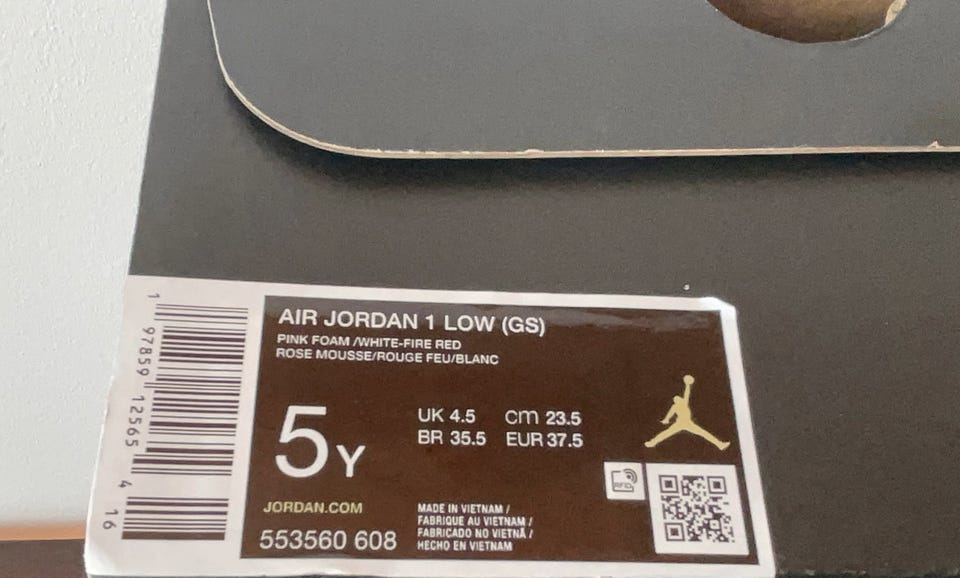 AIR JORDAN 1 LOW (GS)
PINK FOAM /WHITE-FIRE RED
ROSE MOUSSE/ROUGE FEU/BLANC
5Y
UK 4.5 cm 23.5
BR 35.5 EUR 37.5
RFID
JORDAN.COM
553560 608
MADE IN VIETNAM /
FABRIQUE AU VIETNAM /
FABRICADO NO VIETNÃ /
HECHO EN VIETNAM
1 97859 12565 4 16